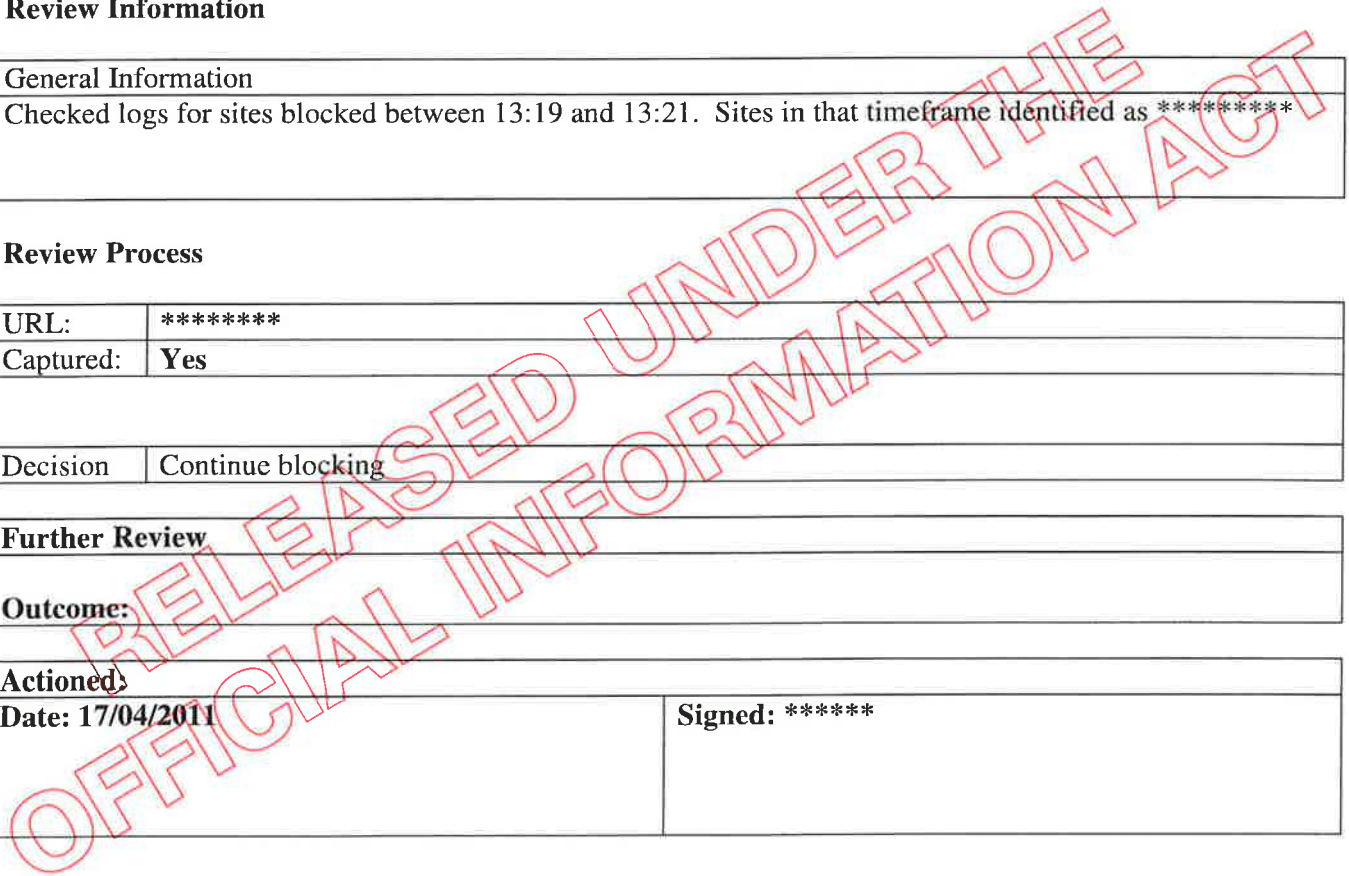 Review Information
General Information
Checked logs for sites blocked between 13:19 and 13:21. Sites in that timeframe identified as *********
Review Process
URL: ********
Captured: Yes
Decision Continue blocking
Further Review
Outcome:
Actioned:
Date: 17/04/2011 Signed: ******
RELEASED UNDER THE
OFFICIAL INFORMATION ACT